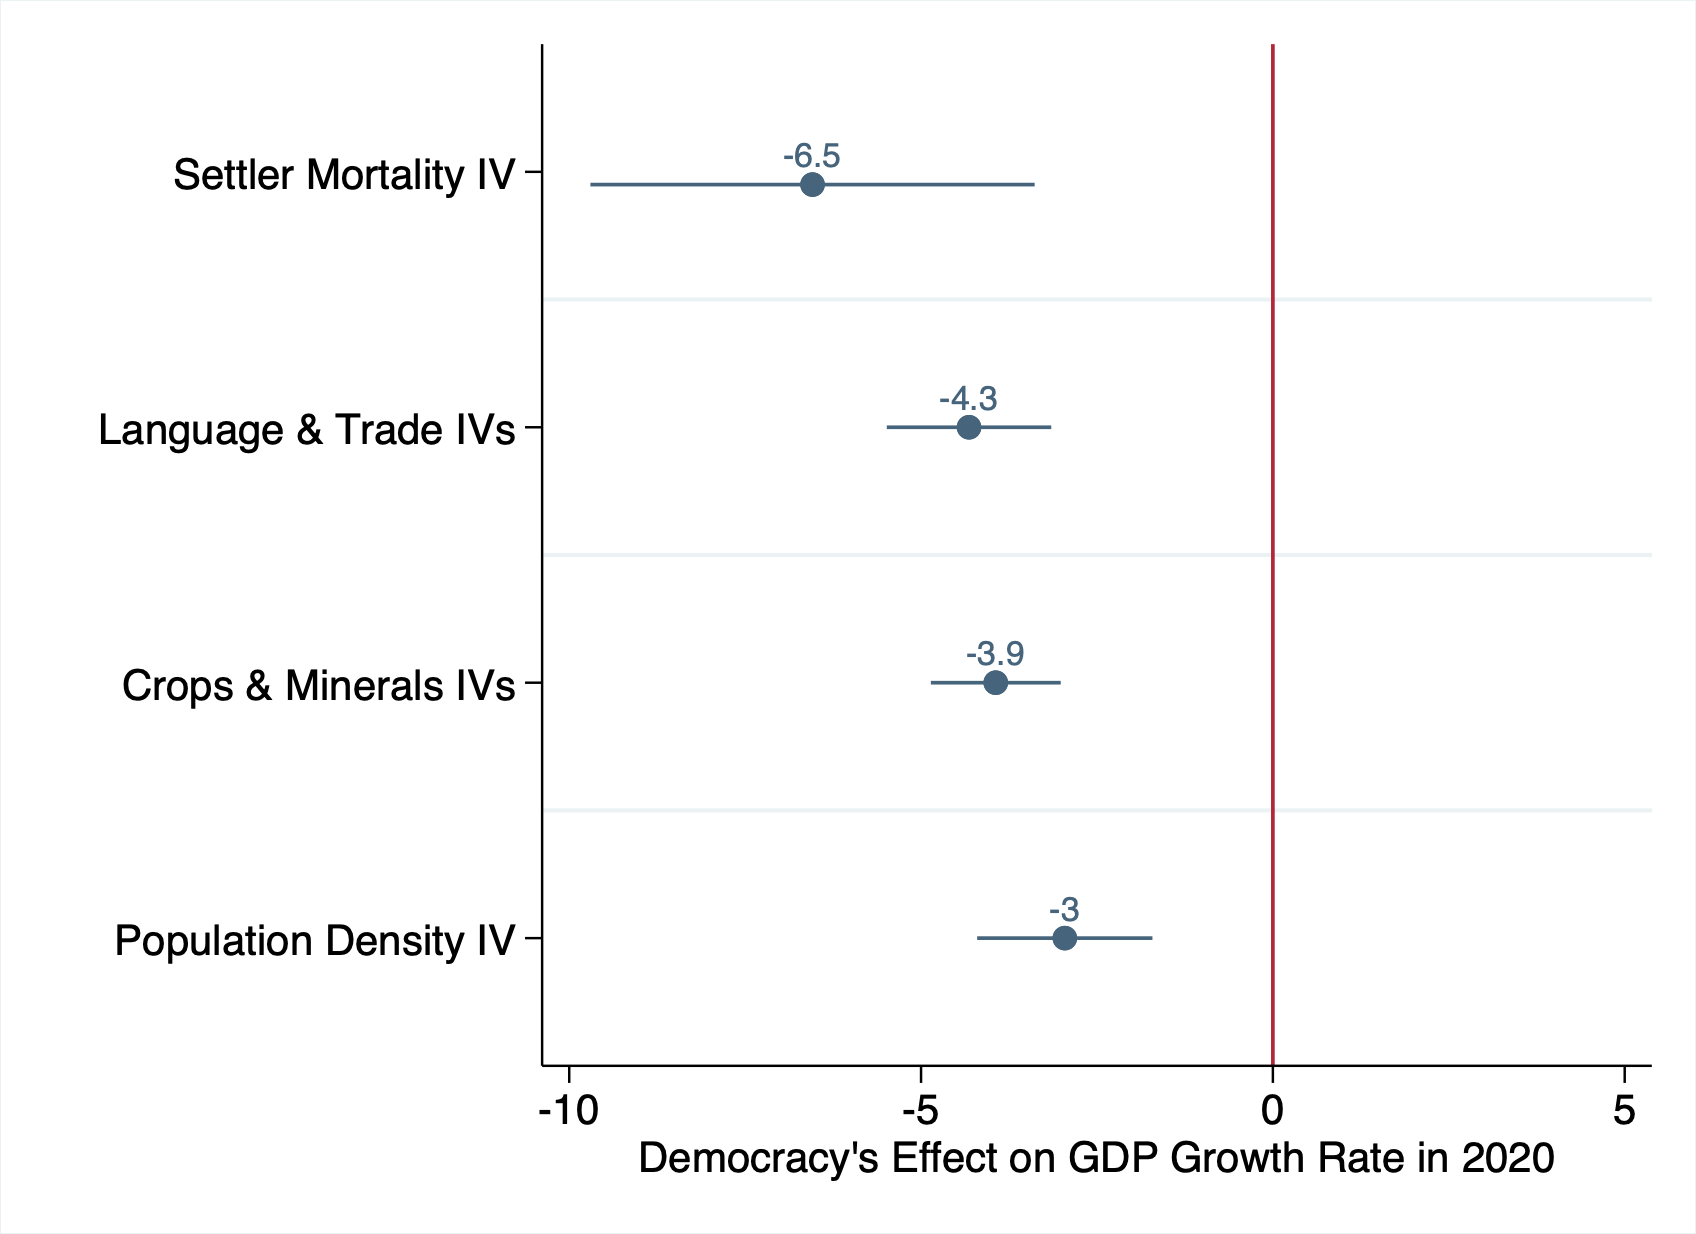 Settler Mortality IV
-6.5
Language & Trade IVs
-4.3
Crops & Minerals IVs
-3.9
Population Density IV
-3
-10 -5 0 5
Democracy's Effect on GDP Growth Rate in 2020